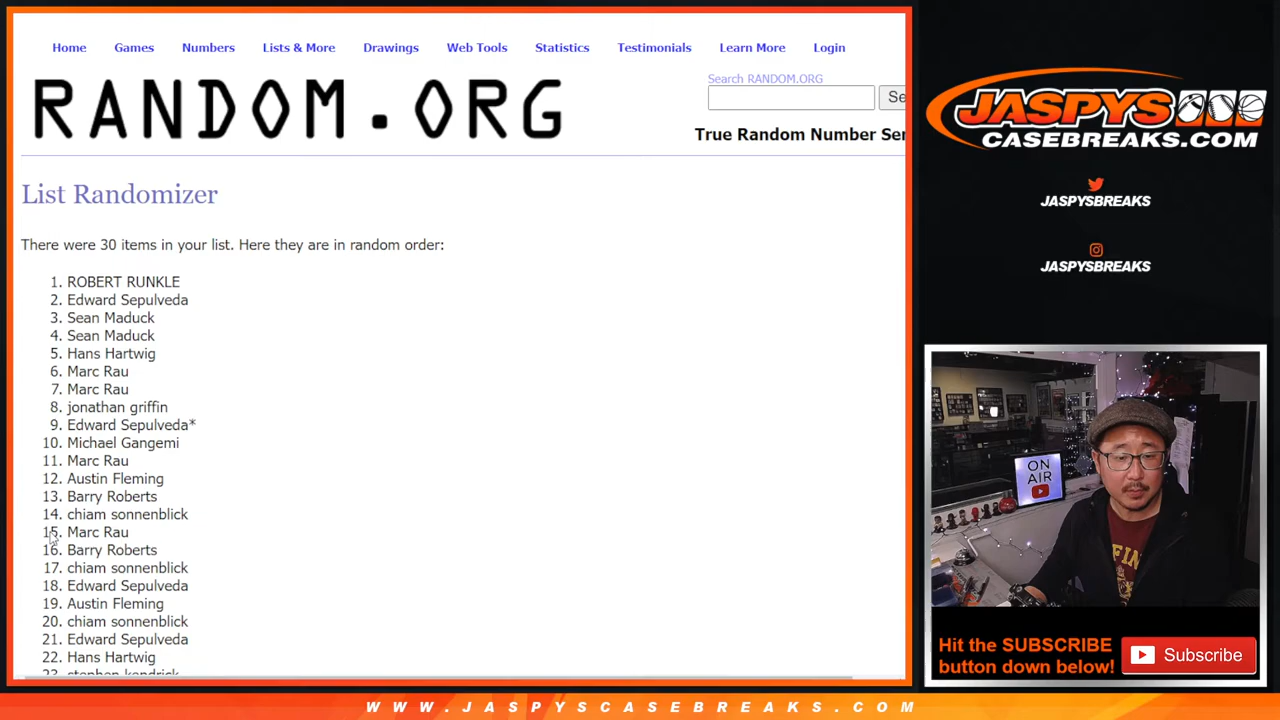 Home Games Numbers Lists & More Drawings Web Tools Statistics Testimonials Learn More Login
Search RANDOM.ORG
RANDOM.ORG
Se
True Random Number Ser
List Randomizer
There were 30 items in your list. Here they are in random order:
1. ROBERT RUNKLE
2. Edward Sepulveda
3. Sean Maduck
4. Sean Maduck
5. Hans Hartwig
6. Marc Rau
7. Marc Rau
8. jonathan griffin
9. Edward Sepulveda*
10. Michael Gangemi
11. Marc Rau
12. Austin Fleming
13. Barry Roberts
14. chiam sonnenblick
15. Marc Rau
16. Barry Roberts
17. chiam sonnenblick
18. Edward Sepulveda
19. Austin Fleming
20. chiam sonnenblick
21. Edward Sepulveda
22. Hans Hartwig
23. stephen kendrick
JASPYS
CASEBREAKS.COM
JASPYSBREAKS
JASPYSBREAKS
ON
AIR
Hit the SUBSCRIBE
button down below!
Subscribe
WWW.JASPYSCASEBREAKS.COM